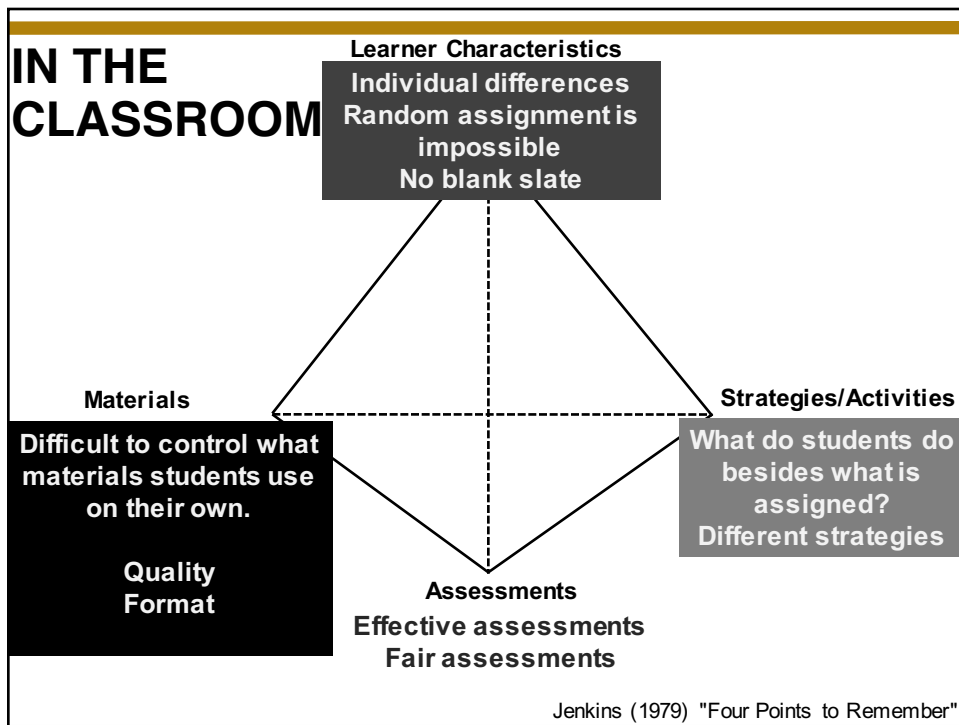 IN THE
CLASSROOM
Learner Characteristics
Individual differences
Random assignment is
impossible
No blank slate
Materials
Difficult to control what
materials students use
on their own.
Quality
Format
Strategies/Activities
What do students do
besides what is
assigned?
Different strategies
Assessments
Effective assessments
Fair assessments
Jenkins (1979) "Four Points to Remember"